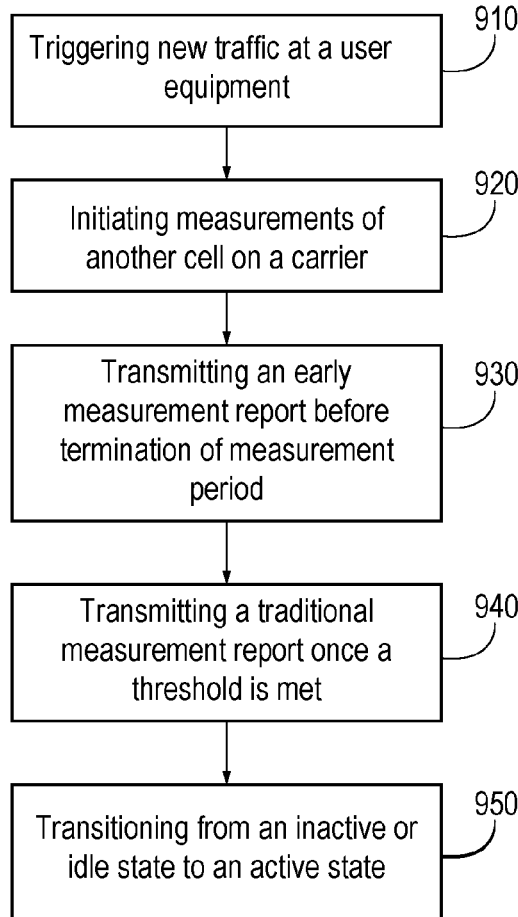 910
Triggering new traffic at a user
equipment
920
Initiating measurements of
another cell on a carrier
930
Transmitting an early
measurement report before
termination of measurement
period
940
Transmitting a traditional
measurement report once a
threshold is met
950
Transitioning from an inactive or
idle state to an active state